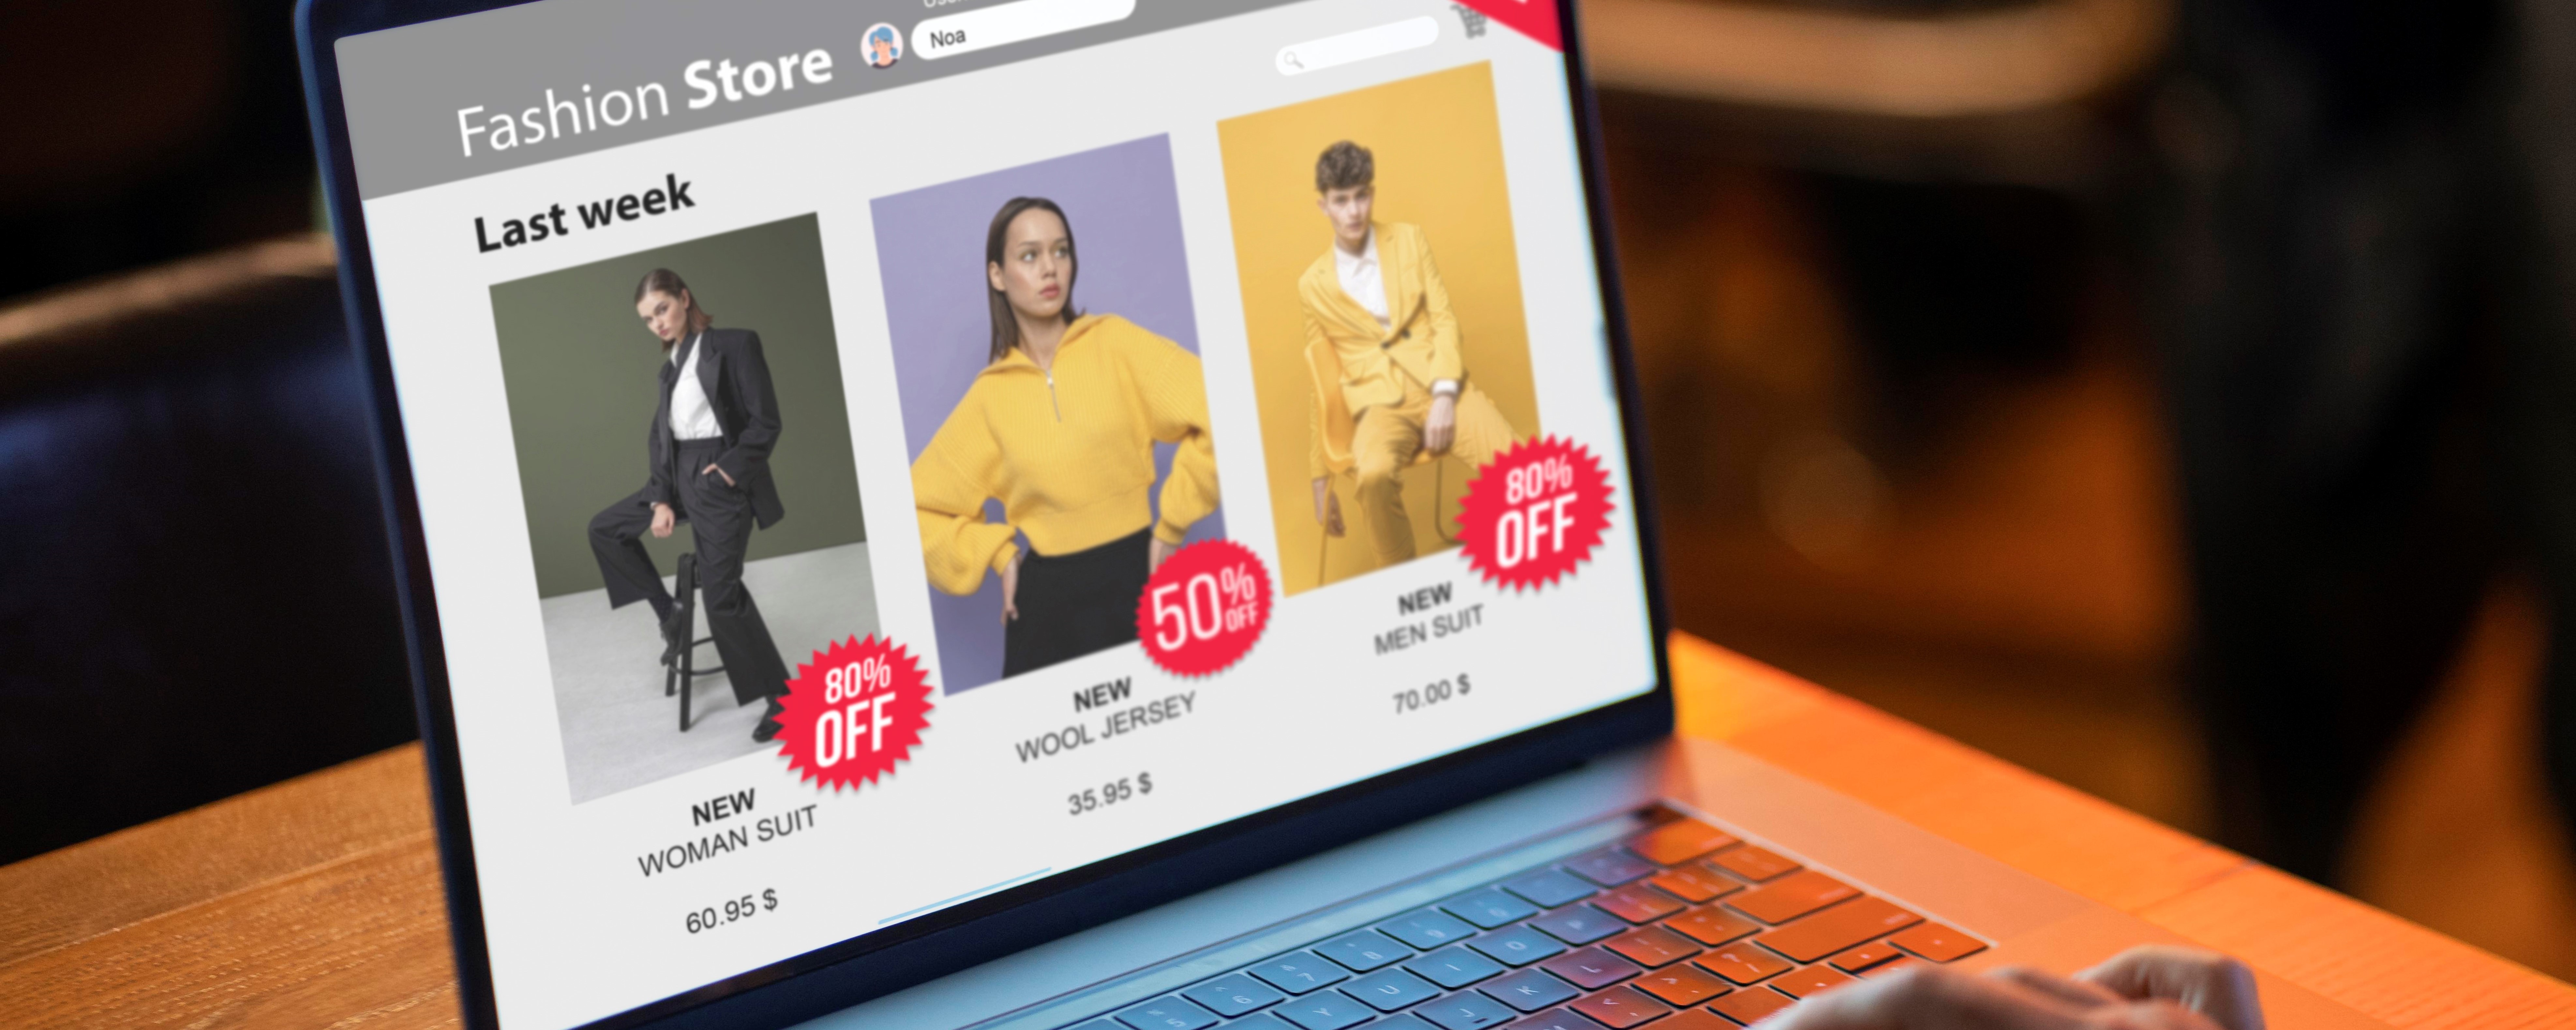 Noa
Fashion Store
Last week
80%
OFF
NEW
WOMAN SUIT
60.95 $
50%
OFF
NEW
WOOL JERSEY
35.95 $
80%
OFF
NEW
MEN SUIT
70.00 $